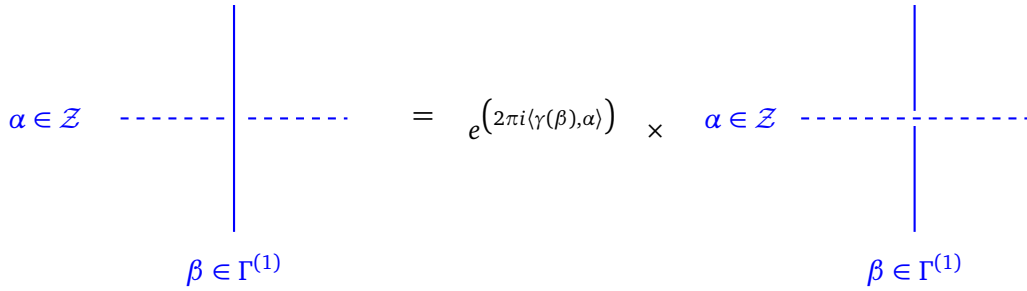 α ∈ 𝒵 = e^(2πi⟨γ(β),α⟩) × α ∈ 𝒵
β ∈ Γ^(1) β ∈ Γ^(1)